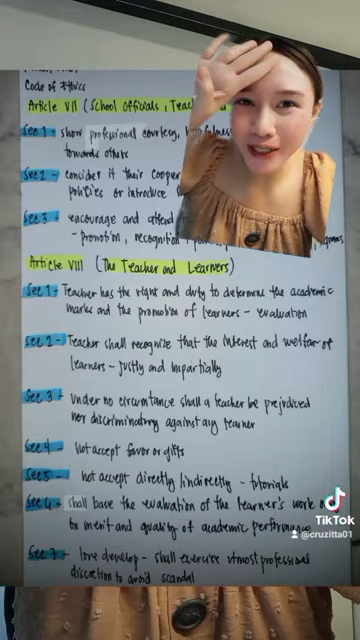 Code of Ethics
Article VII (School Officials, Teac
Sec 1 - show professional courtesy, h fulness
towards others
Sec 2 - consider it their cooper
policies or introduce
Sec 3 - encourage and attend
- promotion, recognition,
Article VIII (The Teacher and Learners)
Sec 1 - Teacher has the right and duty to determine the academic
marks and the promotion of learners - evaluation
Sec 2 - Teacher shall recognize that the interest and welfare of
learners - justly and impartially
Sec 3 - under no circumstance shall a teacher be prejudiced
nor discriminatory against any learner
Sec 4 - not accept favor or gifts
Sec 5 - not accept directly/indirectly - tutorials
Sec 6 - shall base the evaluation of the learner's work o
on merit and quality of academic performance
Sec 7 - love develop - shall exercise utmost professional
discretion to avoid scandal
TikTok
@cruzitta01